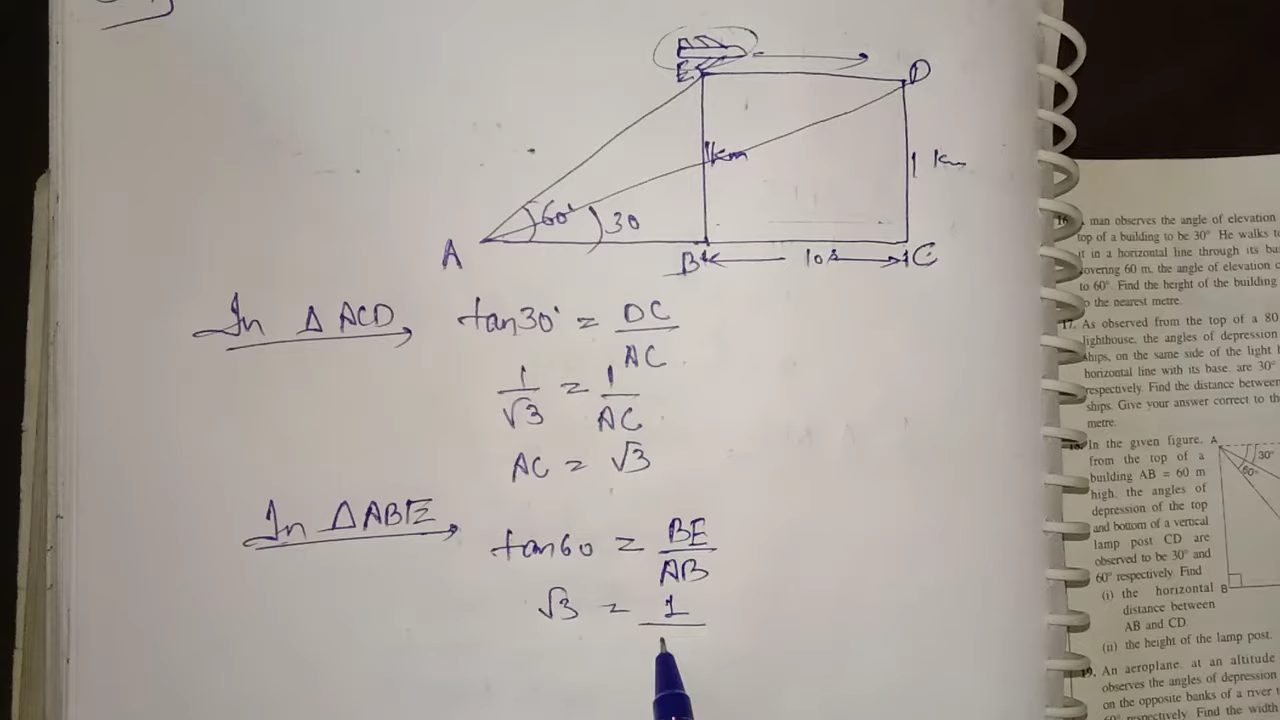 E
D
1km
1 km
60°
30
A
B
10s
C
In Δ ACD, tan30° = DC
AC
1 = 1
√3 AC
AC = √3
In ΔABE, tan60 = BE
AB
√3 = 1
man observes the angle of elevation
top of a building to be 30° He walks
it in a horizontal line through its
covering 60 m, the angle of elevation
to 60°. Find the height of the building
to the nearest metre.
17. As observed from the top of a 80
lighthouse, the angles of depression
ships, on the same side of the light
horizontal line with its base, are 30°
respectively. Find the distance between
ships. Give your answer correct to the
metre.
In the given figure,
from the top of a
building AB = 60 m
high, the angles of
depression of the top
and bottom of a vertical
lamp post CD are
observed to be 30° and
60° respectively Find
(i) the horizontal
distance between
AB and CD.
(ii) the height of the lamp post.
A
30°
60°
B
19. An aeroplane, at an altitude
observes the angles of depression
on the opposite banks of a river
60° respectively. Find the width